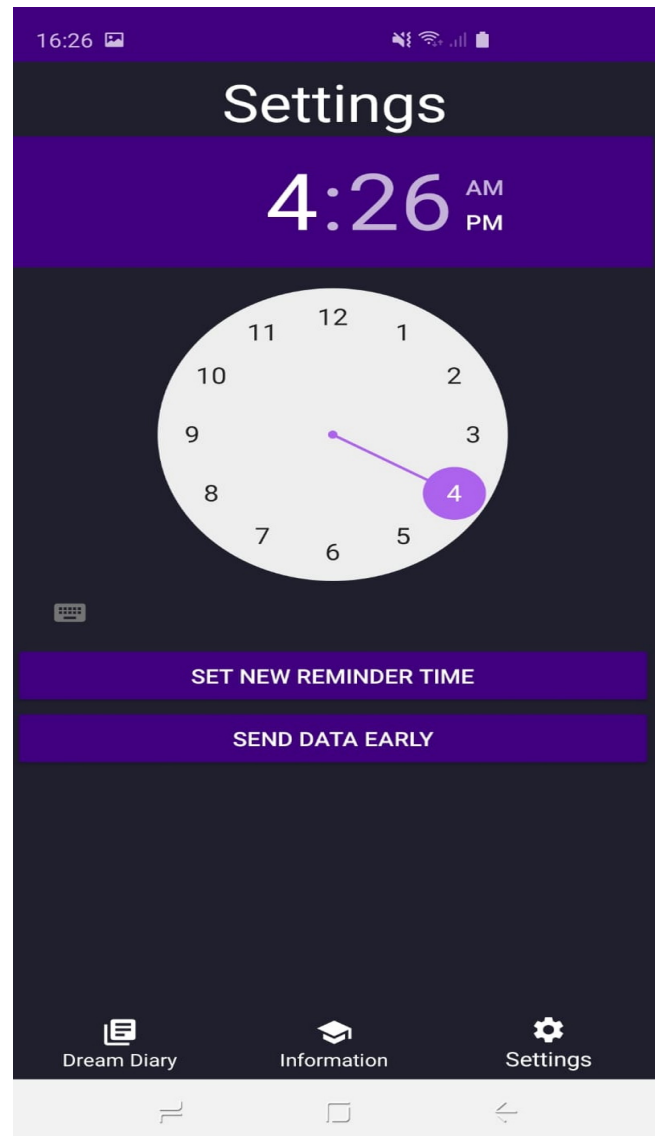 16:26
Settings
4:26 AM
PM
12
11 1
10 2
9 3
8 4
7 5
6
SET NEW REMINDER TIME
SEND DATA EARLY
Dream Diary Information Settings